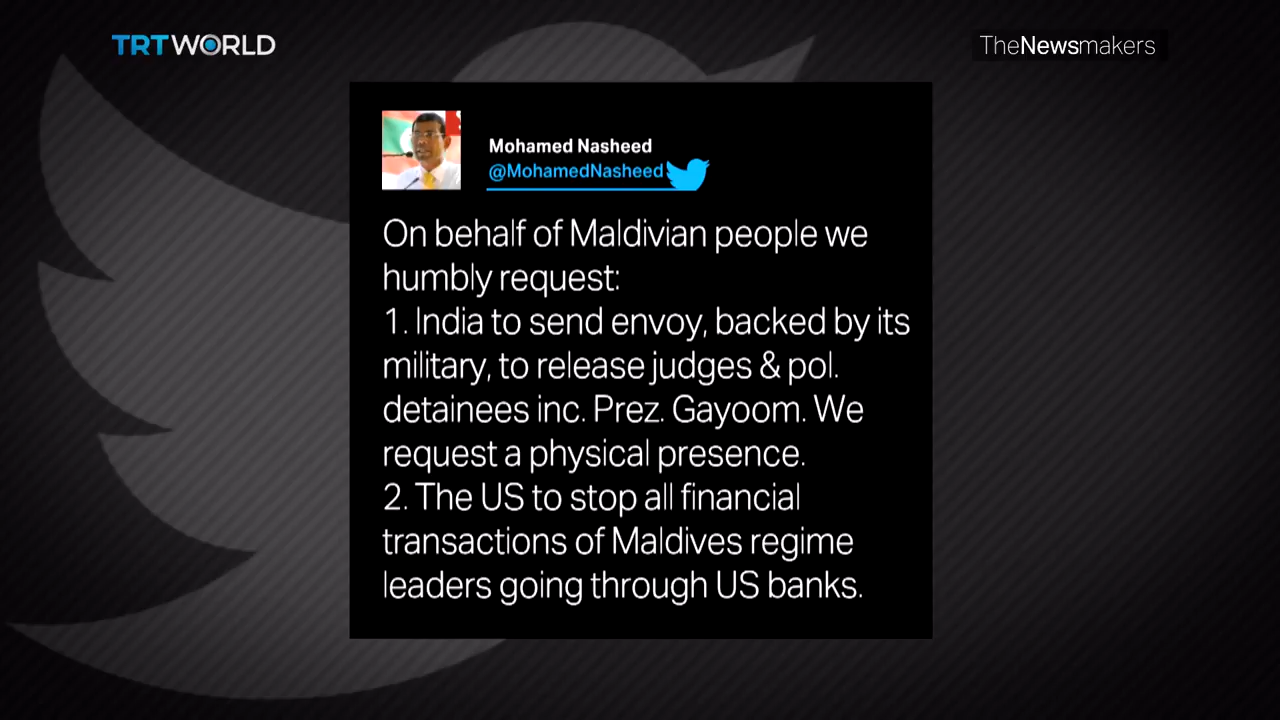 TRTWORLD
TheNewsmakers
Mohamed Nasheed
@MohamedNasheed
On behalf of Maldivian people we
humbly request:
1. India to send envoy, backed by its
military, to release judges & pol.
detainees inc. Prez. Gayoom. We
request a physical presence.
2. The US to stop all financial
transactions of Maldives regime
leaders going through US banks.